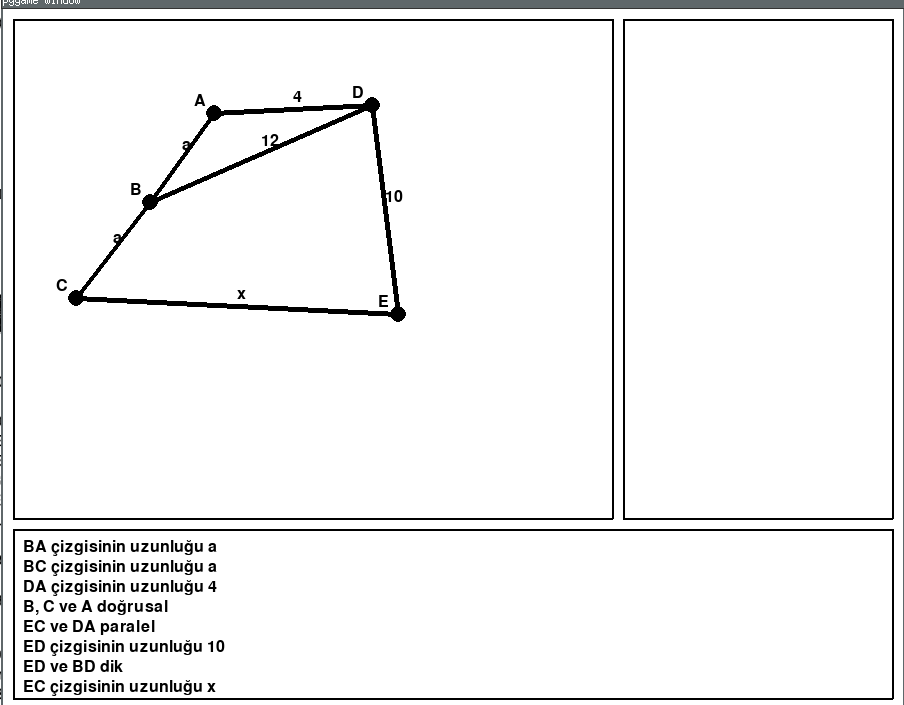 pygame window
A
4
D
a
12
B
10
a
C
x
E
BA çizgisinin uzunluğu a
BC çizgisinin uzunluğu a
DA çizgisinin uzunluğu 4
B, C ve A doğrusal
EC ve DA paralel
ED çizgisinin uzunluğu 10
ED ve BD dik
EC çizgisinin uzunluğu x